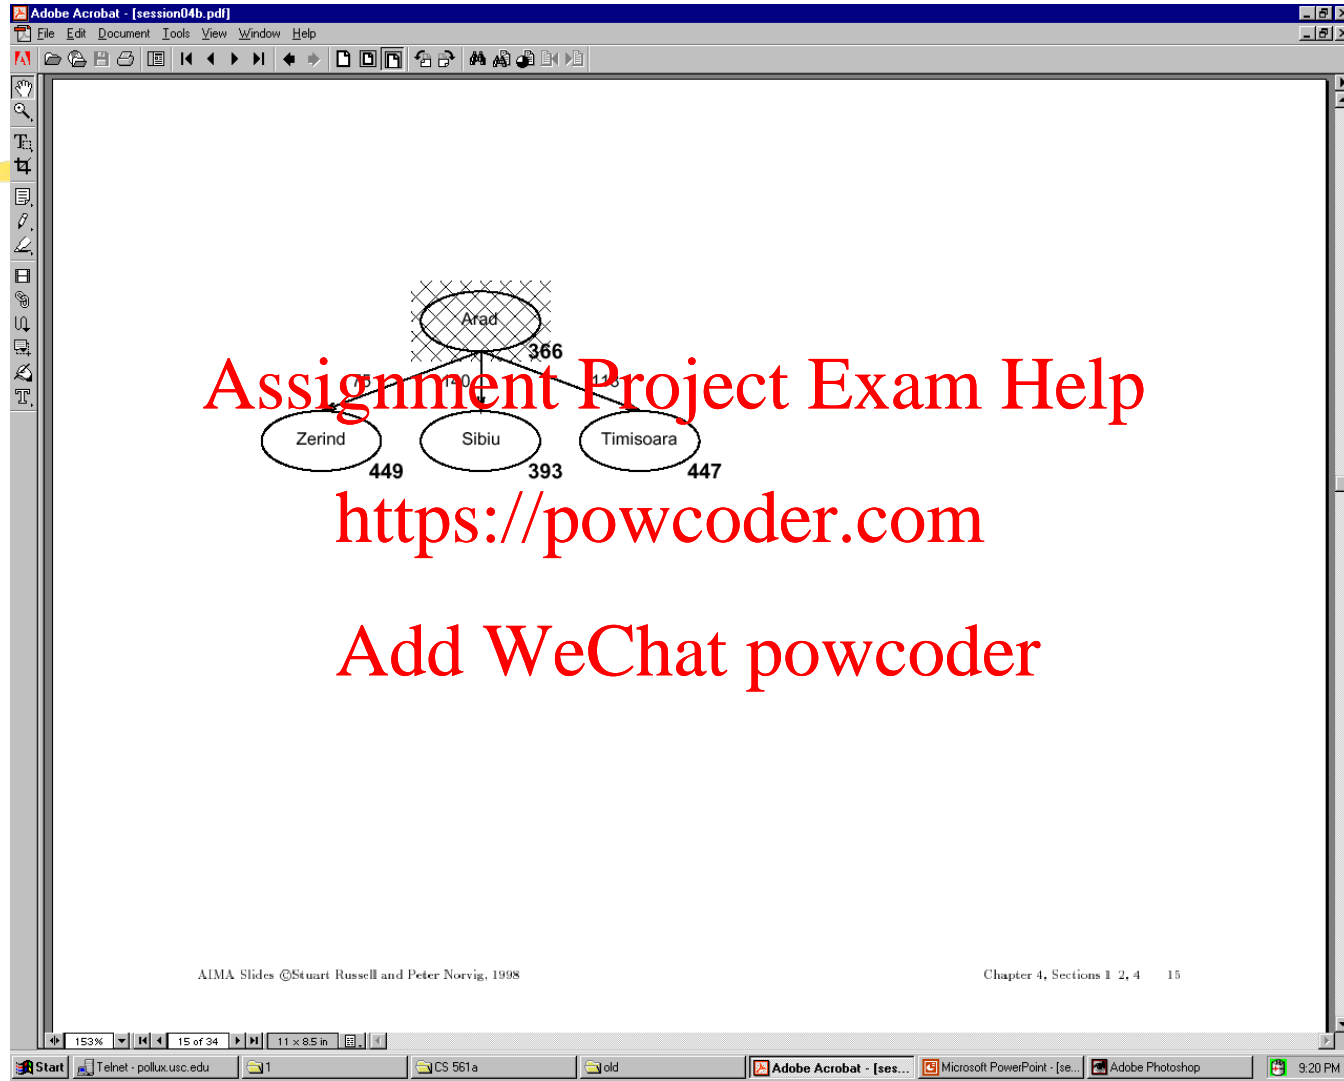 Adobe Acrobat - [session04b.pdf]
File Edit Document Tools View Window Help
Arad
366
75 140 118
Assignment Project Exam Help
Zerind Sibiu Timisoara
449 393 447
https://powcoder.com
Add WeChat powcoder
AIMA Slides ©Stuart Russell and Peter Norvig, 1998 Chapter 4, Sections 1 2, 4 15
153% 15 of 34 11 x 8.5 in
Start Telnet - pollux.usc.edu 1 CS 561a old Adobe Acrobat - [ses... Microsoft PowerPoint - [se... Adobe Photoshop 9:20 PM